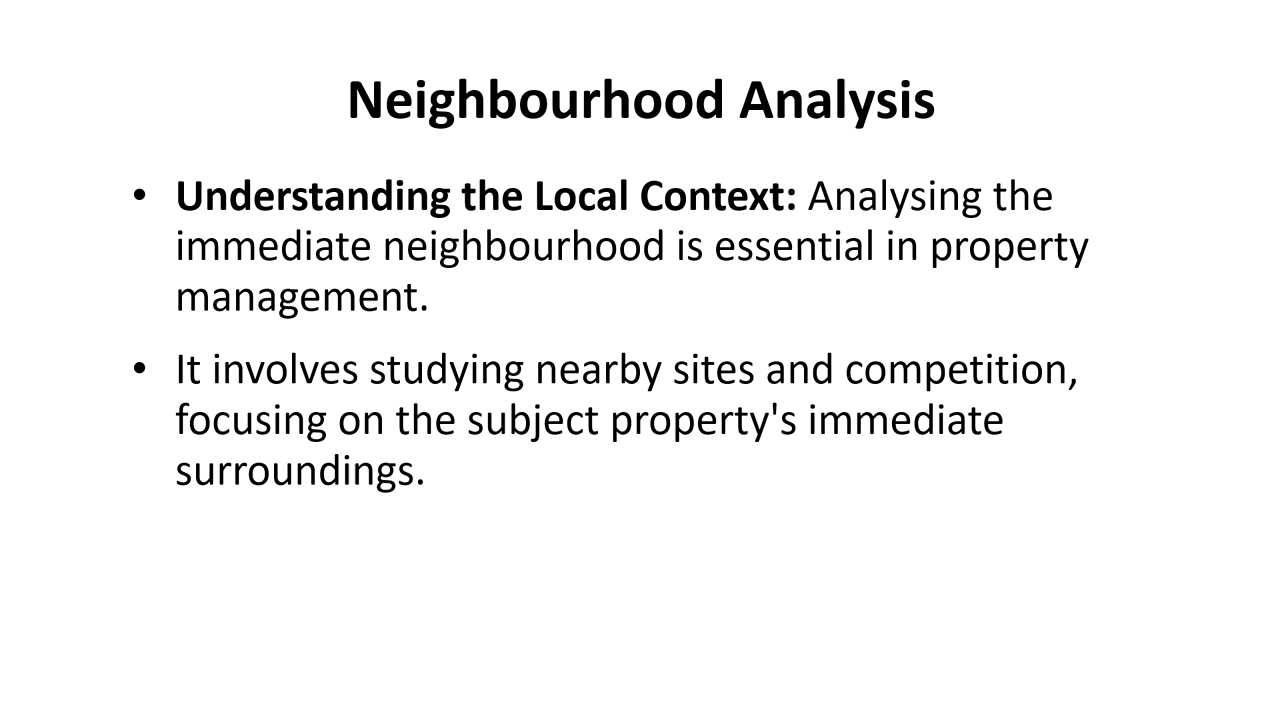 Neighbourhood Analysis
• Understanding the Local Context: Analysing the
immediate neighbourhood is essential in property
management.
• It involves studying nearby sites and competition,
focusing on the subject property's immediate
surroundings.